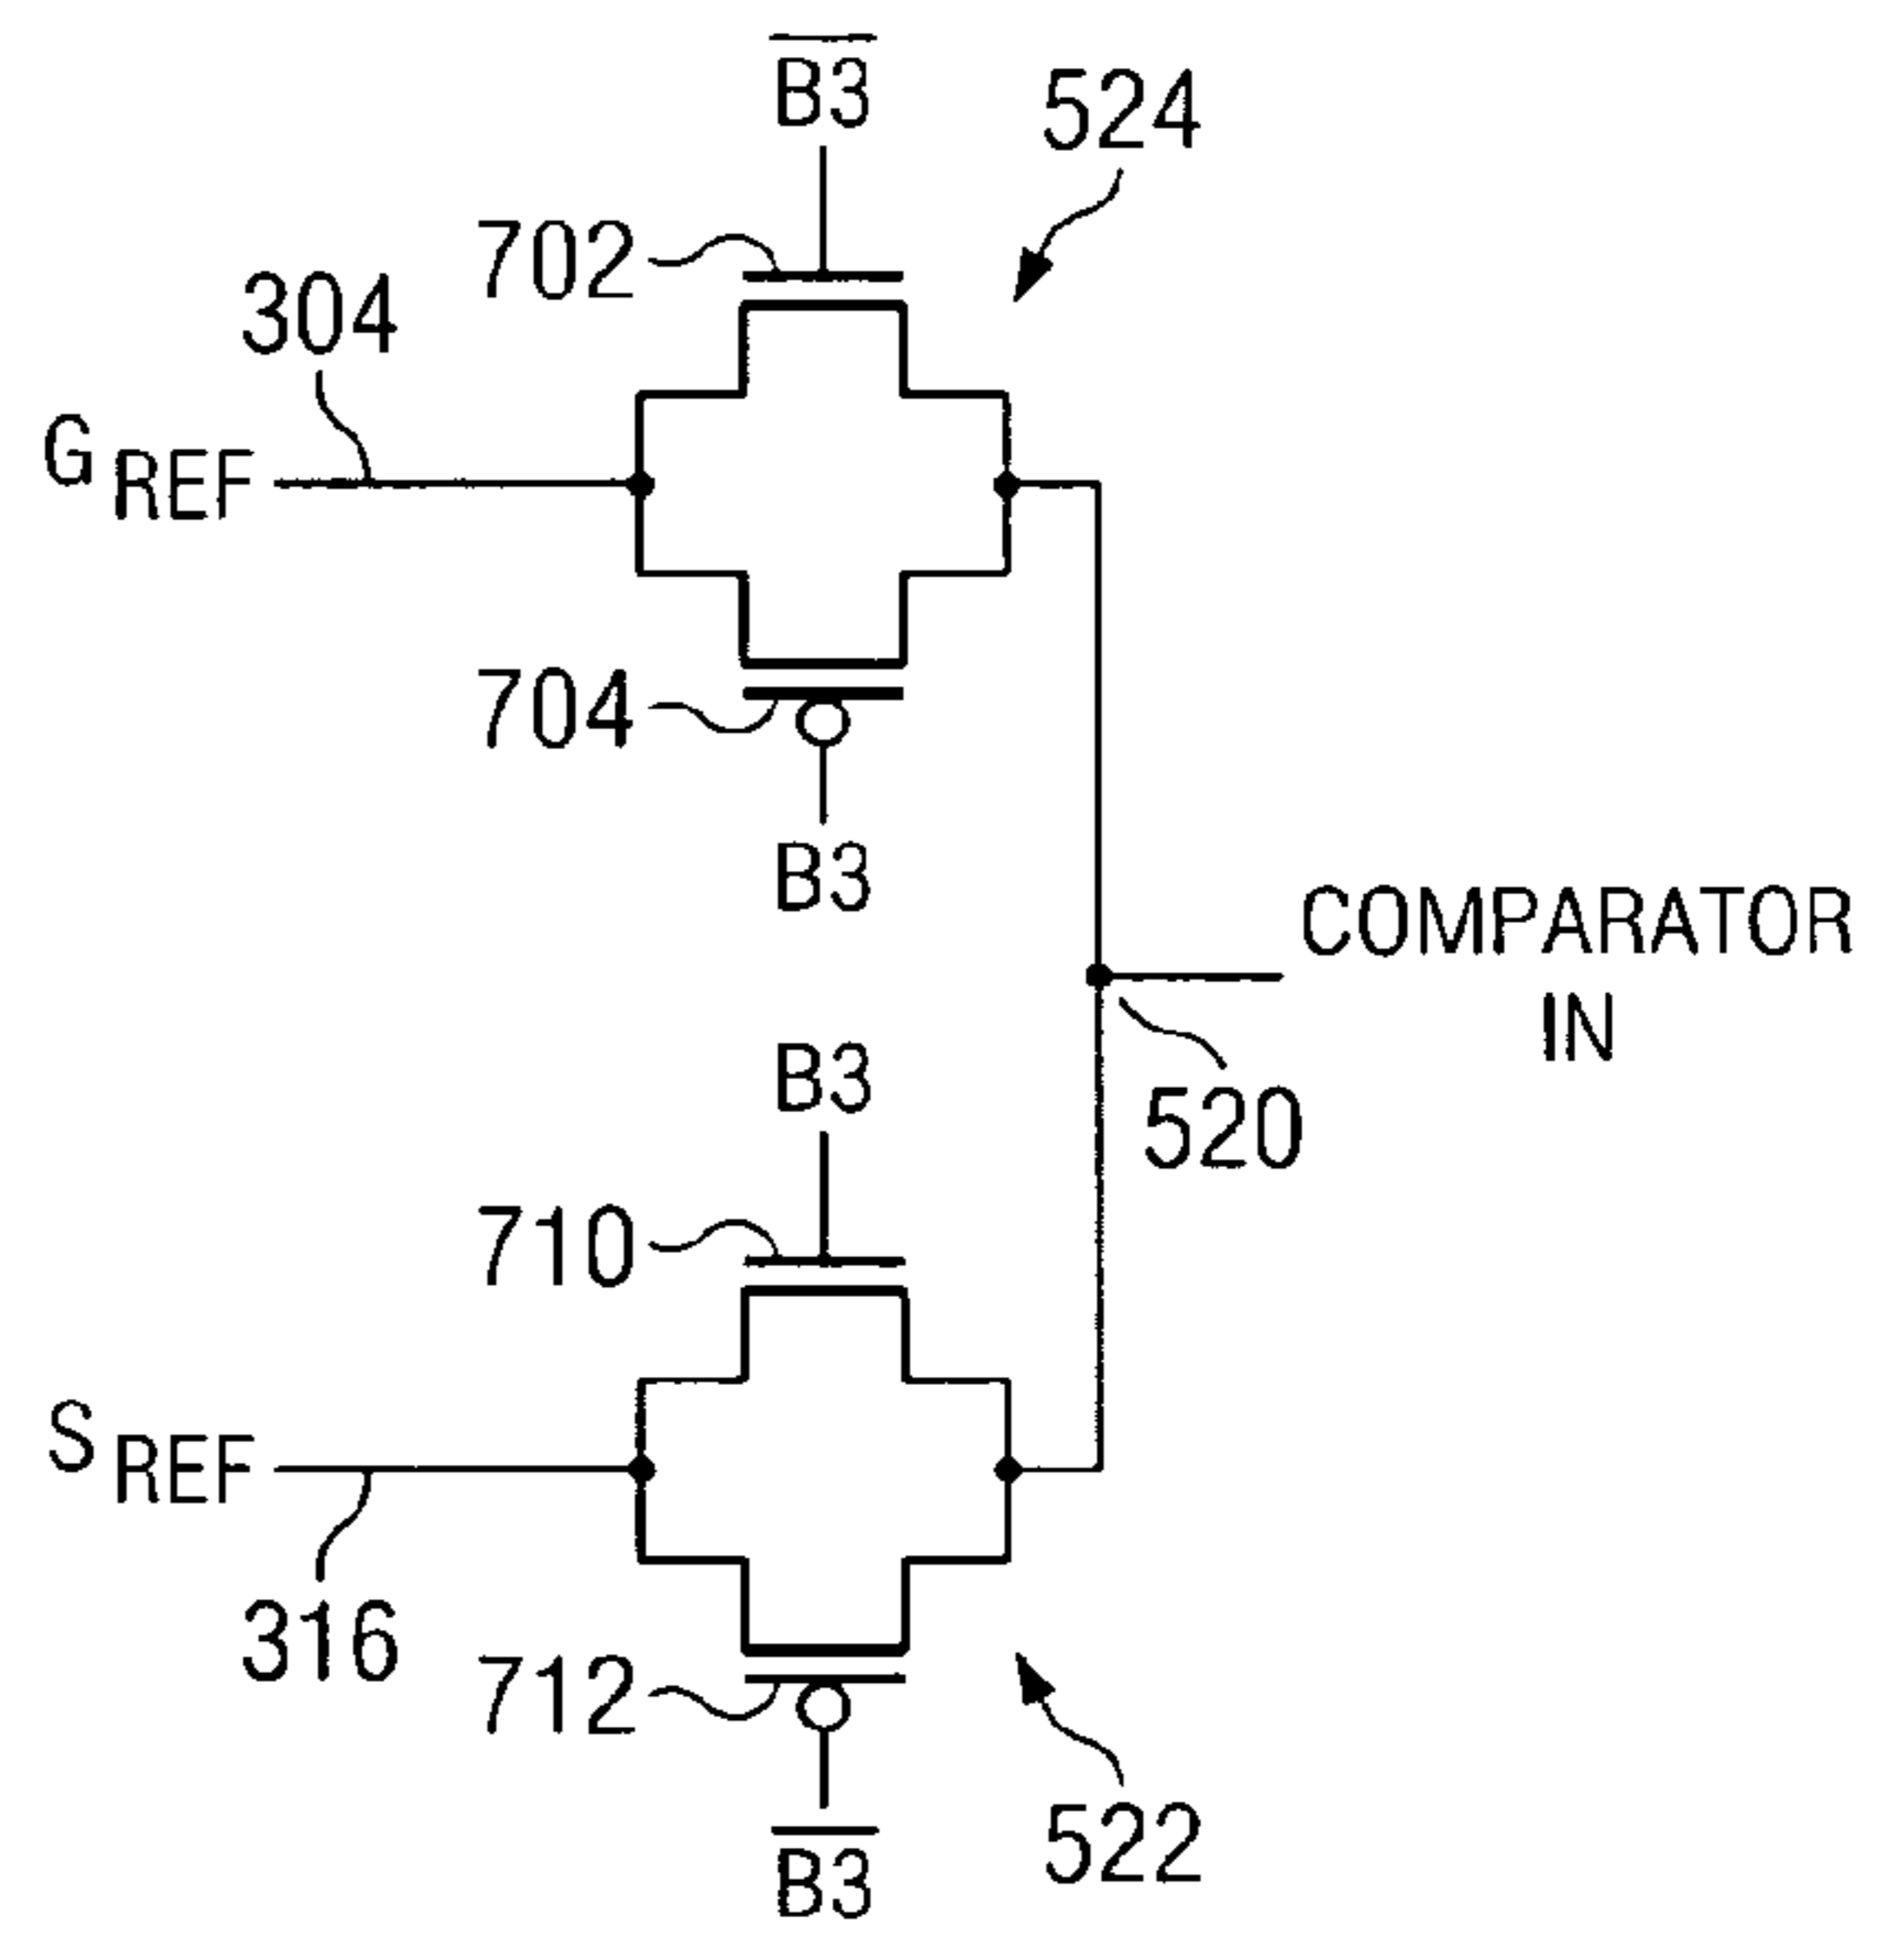 B3
524
702
304
G REF
704
B3
COMPARATOR
IN
B3
520
710
S REF
316
712
522
B3